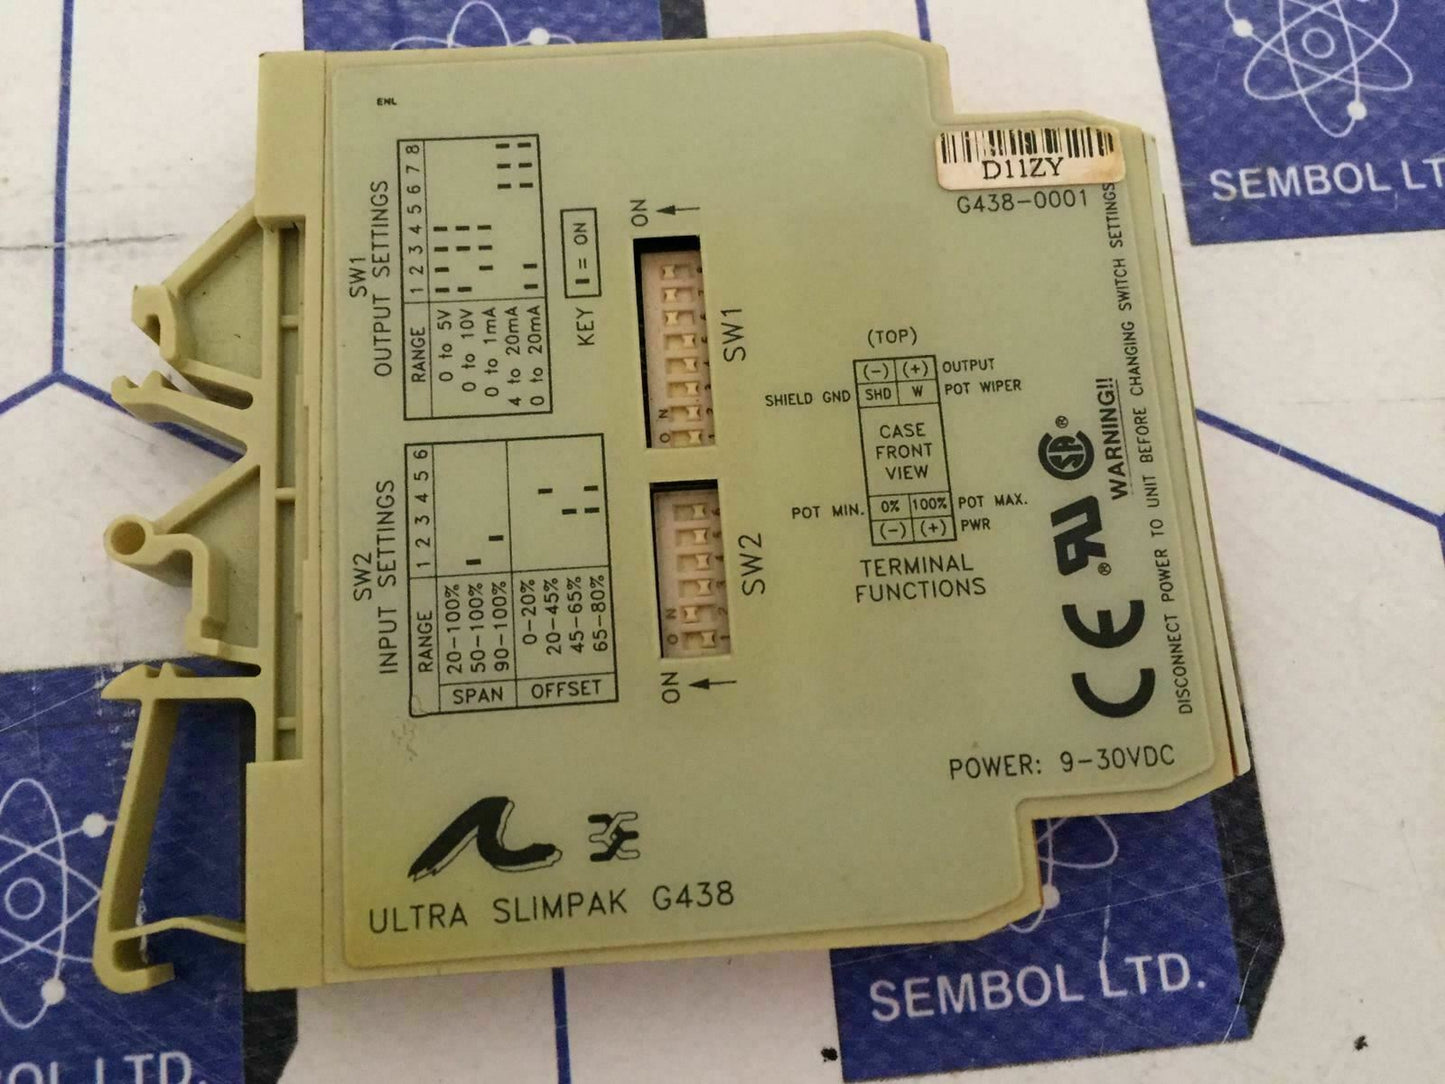 ENL
D11ZY
G438-0001
SW1
OUTPUT SETTINGS
RANGE 1 2 3 4 5 6 7 8
0 to 5V
0 to 10V
0 to 1mA
4 to 20mA
0 to 20mA
KEY = ON
SW2
INPUT SETTINGS
RANGE 1 2 3 4 5 6
SPAN
20-100%
50-100%
90-100%
OFFSET
0-20%
20-45%
45-65%
65-80%
ON
SW1
ON
ON
SW2
ON
(TOP)
(-) (+) OUTPUT
SHIELD GND SHD W POT WIPER
CASE
FRONT
VIEW
POT MIN. 0% 100% POT MAX.
(-) (+) PWR
TERMINAL
FUNCTIONS
WARNING!!
DISCONNECT POWER TO UNIT BEFORE CHANGING SWITCH SETTINGS
CE
POWER: 9-30VDC
ULTRA SLIMPAK G438
SEMBOL LT
SEMBOL LTD.
OL LTD.